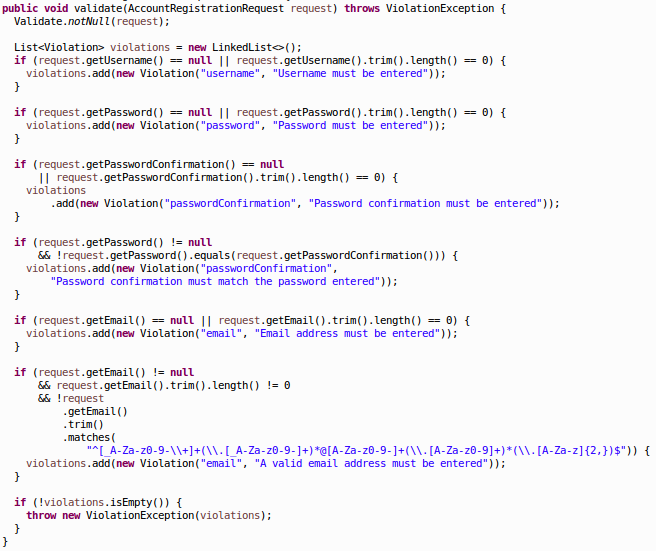 public void validate(AccountRegistrationRequest request) throws ViolationException {
  Validate.notNull(request);

  List<Violation> violations = new LinkedList<>();
  if (request.getUsername() == null || request.getUsername().trim().length() == 0) {
    violations.add(new Violation("username", "Username must be entered"));
  }

  if (request.getPassword() == null || request.getPassword().trim().length() == 0) {
    violations.add(new Violation("password", "Password must be entered"));
  }

  if (request.getPasswordConfirmation() == null
      || request.getPasswordConfirmation().trim().length() == 0) {
    violations
        .add(new Violation("passwordConfirmation", "Password confirmation must be entered"));
  }

  if (request.getPassword() != null
      && !request.getPassword().equals(request.getPasswordConfirmation())) {
    violations.add(new Violation("passwordConfirmation",
        "Password confirmation must match the password entered"));
  }

  if (request.getEmail() == null || request.getEmail().trim().length() == 0) {
    violations.add(new Violation("email", "Email address must be entered"));
  }

  if (request.getEmail() != null
      && request.getEmail().trim().length() != 0
      && !request
          .getEmail()
          .trim()
          .matches(
              "^[_A-Za-z0-9-\\+]+(\\.[_A-Za-z0-9-]+)*@[A-Za-z0-9-]+(\\.[A-Za-z0-9]+)*(\\.[A-Za-z]{2,})$")) {
    violations.add(new Violation("email", "A valid email address must be entered"));
  }

  if (!violations.isEmpty()) {
    throw new ViolationException(violations);
  }
}